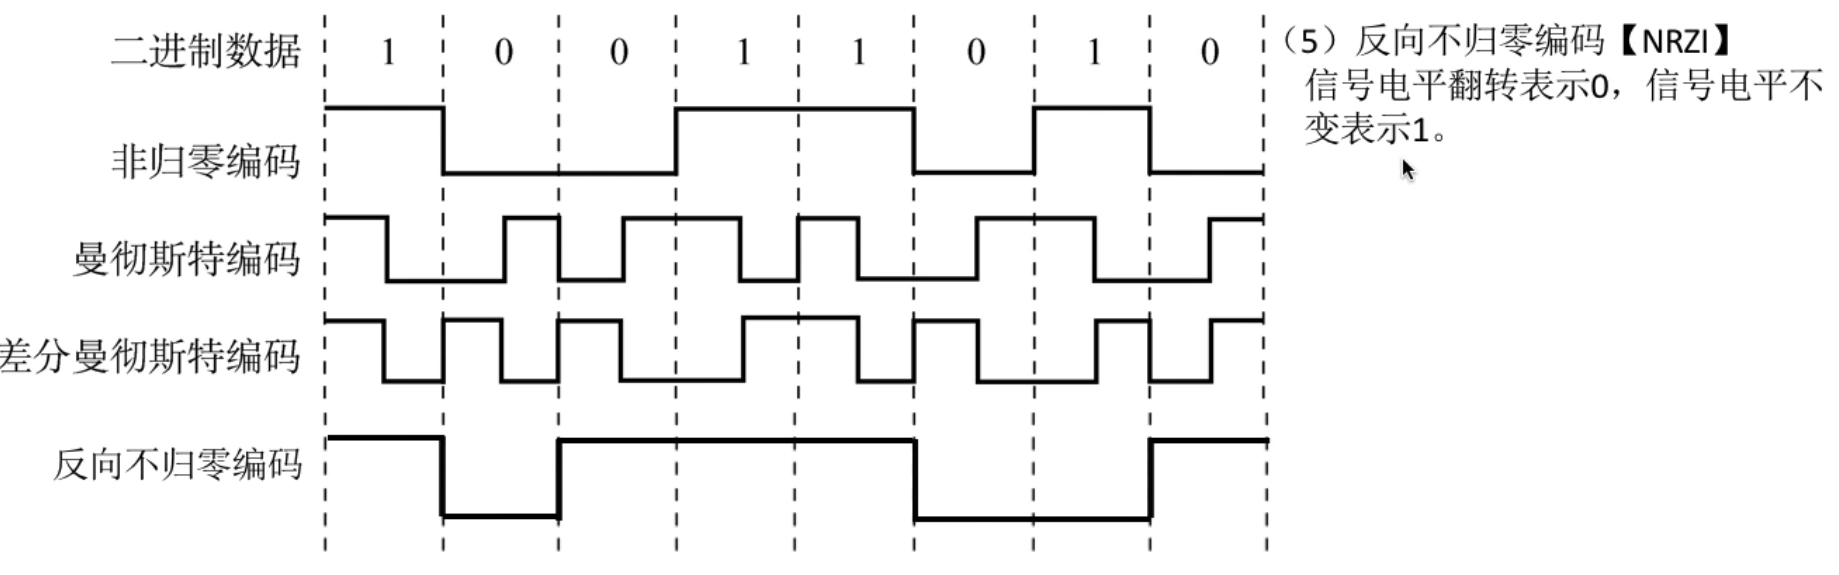 二进制数据 1 0 0 1 1 0 1 0
非归零编码
曼彻斯特编码
差分曼彻斯特编码
反向不归零编码
（5）反向不归零编码【NRZI】
信号电平翻转表示0，信号电平不
变表示1。